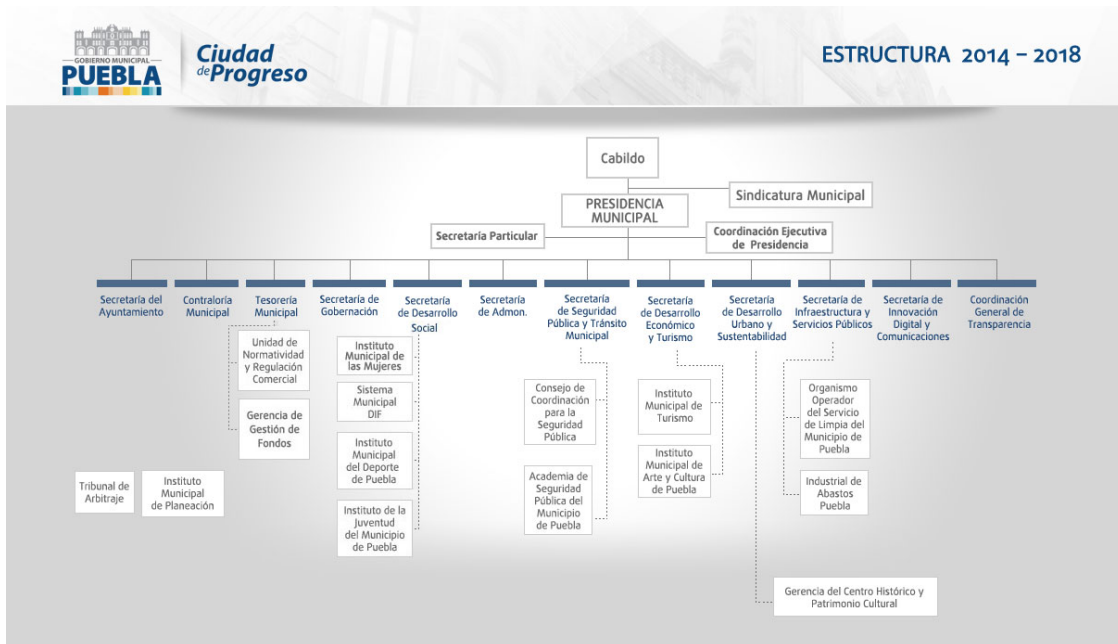 GOBIERNO MUNICIPAL
PUEBLA
Ciudad
de Progreso
ESTRUCTURA 2014 – 2018
Cabildo
Sindicatura Municipal
PRESIDENCIA
MUNICIPAL
Secretaría Particular
Coordinación Ejecutiva
de Presidencia
Secretaría del
Ayuntamiento
Contraloría
Municipal
Tesorería
Municipal
Secretaría de
Gobernación
Secretaría
de Desarrollo
Social
Secretaría
de Admon.
Secretaría
de Seguridad
Pública y Tránsito
Municipal
Secretaría
de Desarrollo
Económico
y Turismo
Secretaría
de Desarrollo
Urbano y
Sustentabilidad
Secretaría de
Infraestructura y
Servicios Públicos
Secretaría de
Innovación
Digital y
Comunicaciones
Coordinación
General de
Transparencia
Unidad de
Normatividad
y Regulación
Comercial
Gerencia de
Gestión de
Fondos
Tribunal de
Arbitraje
Instituto
Municipal
de Planeación
Instituto
Municipal de
las Mujeres
Sistema
Municipal
DIF
Instituto
Municipal
del Deporte
de Puebla
Instituto de la
Juventud
del Municipio
de Puebla
Consejo de
Coordinación
para la
Seguridad
Pública
Academia de
Seguridad
Pública del
Municipio
de Puebla
Instituto
Municipal de
Turismo
Instituto
Municipal de
Arte y Cultura
de Puebla
Organismo
Operador
del Servicio
de Limpia del
Municipio de
Puebla
Industrial de
Abastos
Puebla
Gerencia del Centro Histórico y
Patrimonio Cultural